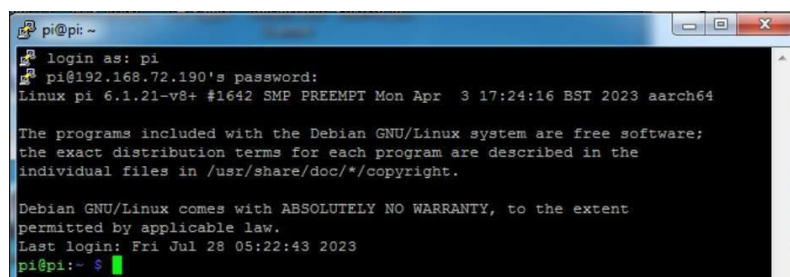 pi@pi: ~
login as: pi
pi@192.168.72.190's password:
Linux pi 6.1.21-v8+ #1642 SMP PREEMPT Mon Apr  3 17:24:16 BST 2023 aarch64
The programs included with the Debian GNU/Linux system are free software;
the exact distribution terms for each program are described in the
individual files in /usr/share/doc/*/copyright.
Debian GNU/Linux comes with ABSOLUTELY NO WARRANTY, to the extent
permitted by applicable law.
Last login: Fri Jul 28 05:22:43 2023
pi@pi:~ $